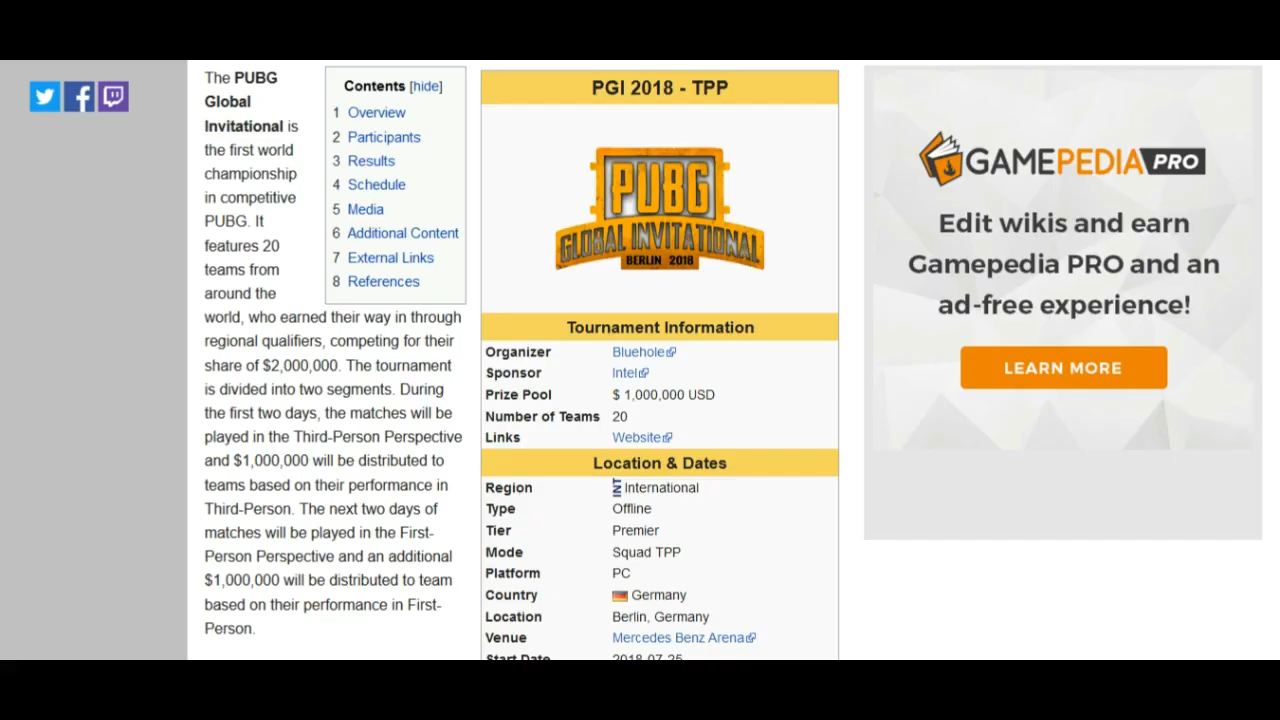 The PUBG
Global
Invitational is
the first world
championship
in competitive
PUBG. It
features 20
teams from
around the
world, who earned their way in through
regional qualifiers, competing for their
share of $2,000,000. The tournament
is divided into two segments. During
the first two days, the matches will be
played in the Third-Person Perspective
and $1,000,000 will be distributed to
teams based on their performance in
Third-Person. The next two days of
matches will be played in the First-
Person Perspective and an additional
$1,000,000 will be distributed to team
based on their performance in First-
Person.
Contents [hide]
1 Overview
2 Participants
3 Results
4 Schedule
5 Media
6 Additional Content
7 External Links
8 References
PGI 2018 - TPP
PUBG
GLOBAL INVITATIONAL
BERLIN 2018
Tournament Information
Organizer Bluehole
Sponsor Intel
Prize Pool $ 1,000,000 USD
Number of Teams 20
Links Website
Location & Dates
Region INT International
Type Offline
Tier Premier
Mode Squad TPP
Platform PC
Country Germany
Location Berlin, Germany
Venue Mercedes Benz Arena
Start Date 2018-07-25
GAMEPEDIA PRO
Edit wikis and earn
Gamepedia PRO and an
ad-free experience!
LEARN MORE